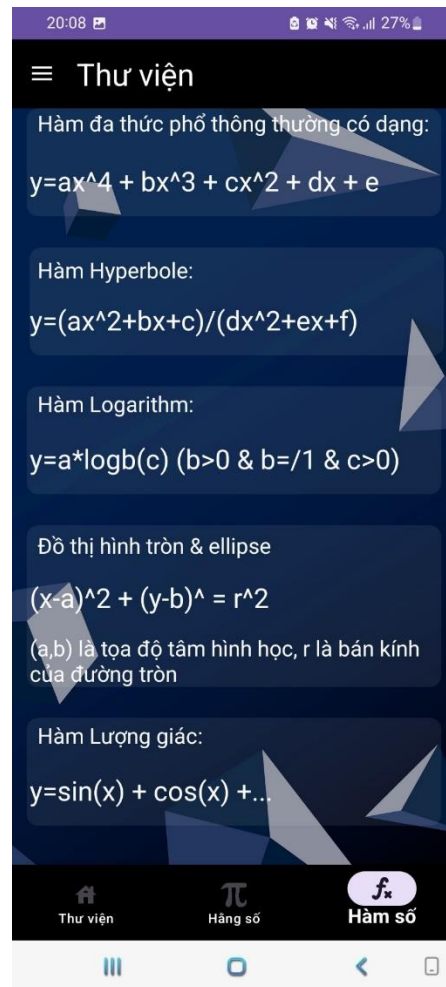 20:08
27%
Thư viện
Hàm đa thức phổ thông thường có dạng:
y=ax^4 + bx^3 + cx^2 + dx + e
Hàm Hyperbole:
y=(ax^2+bx+c)/(dx^2+ex+f)
Hàm Logarithm:
y=a*logb(c) (b>0 & b=/1 & c>0)
Đồ thị hình tròn & ellipse
(x-a)^2 + (y-b)^ = r^2
(a,b) là tọa độ tâm hình học, r là bán kính
của đường tròn
Hàm Lượng giác:
y=sin(x) + cos(x) +...
π fx
Thư viện Hằng số Hàm số